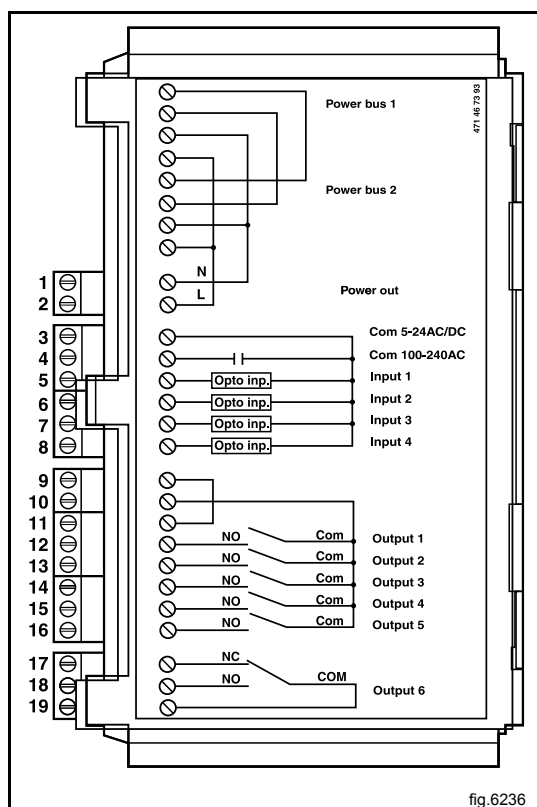 471 46 73 93
Power bus 1
Power bus 2
N
1
L
Power out
2
3
Com 5-24AC/DC
4
Com 100-240AC
5
Opto inp.
Input 1
6
Opto inp.
Input 2
7
Opto inp.
Input 3
8
Opto inp.
Input 4
9
10
11
12
NO
Com
Output 1
13
NO
Com
Output 2
14
NO
Com
Output 3
15
NO
Com
Output 4
16
NO
Com
Output 5
17
NC
18
NO
COM
Output 6
19
fig.6236